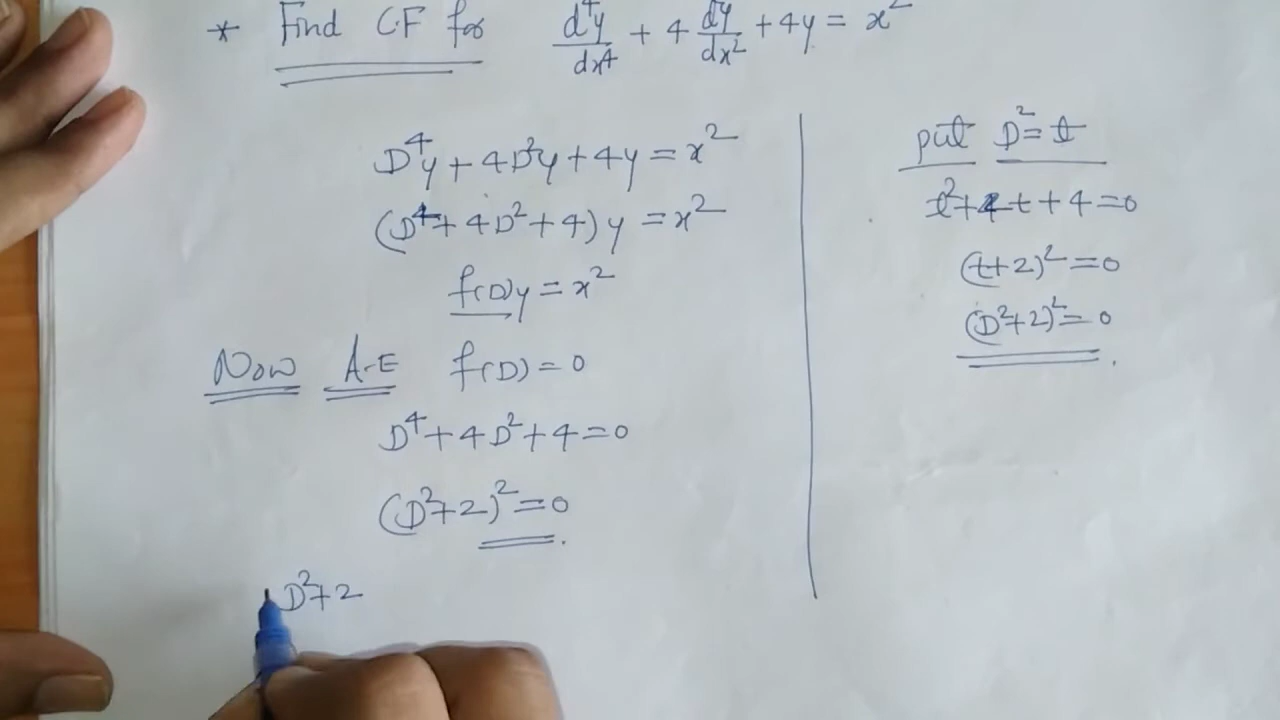 * Find C.F for d⁴y/dx⁴ + 4 d²y/dx² + 4y = x²
D⁴y + 4D²y + 4y = x²
(D⁴ + 4D² + 4) y = x²
f(D)y = x²
Now A.E f(D) = 0
D⁴ + 4D² + 4 = 0
(D² + 2)² = 0.
D² + 2
put D² = t
t² + 4t + 4 = 0
(t + 2)² = 0
(D² + 2)² = 0.